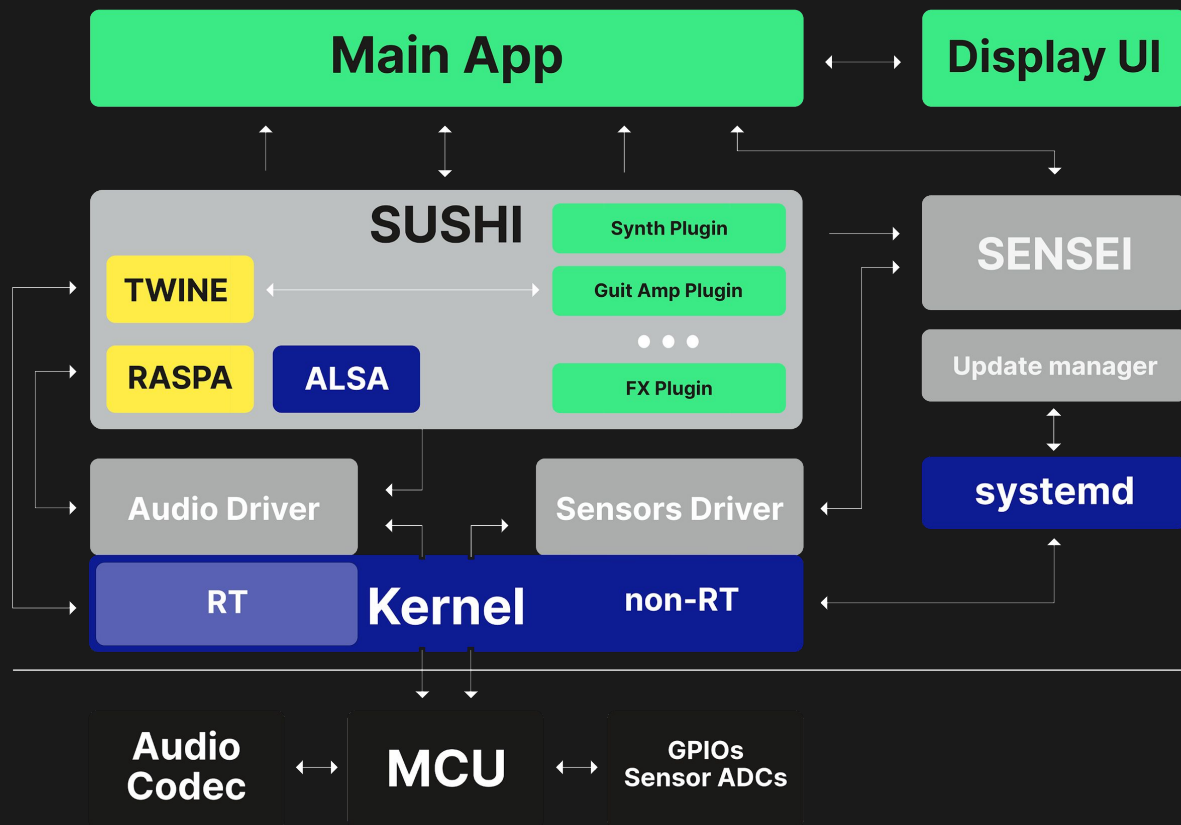 Main App
Display UI
SUSHI
Synth Plugin
SENSEI
TWINE
Guit Amp Plugin
Update manager
RASPA
ALSA
FX Plugin
Audio Driver
Sensors Driver
systemd
RT
Kernel
non-RT
Audio
Codec
MCU
GPIOs
Sensor ADCs